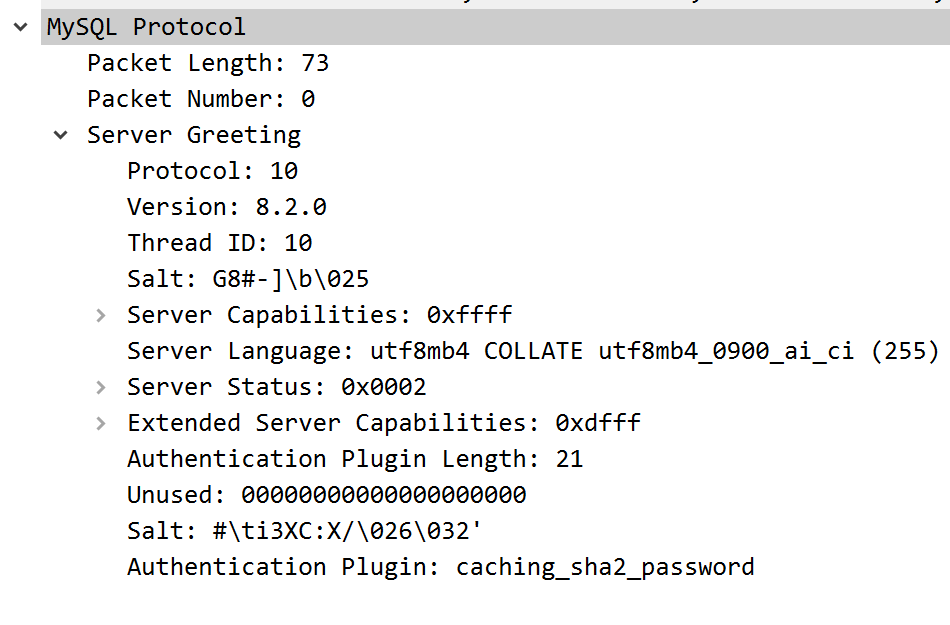 MySQL Protocol
Packet Length: 73
Packet Number: 0
Server Greeting
Protocol: 10
Version: 8.2.0
Thread ID: 10
Salt: G8#-]\b\025
Server Capabilities: 0xffff
Server Language: utf8mb4 COLLATE utf8mb4_0900_ai_ci (255)
Server Status: 0x0002
Extended Server Capabilities: 0xdfff
Authentication Plugin Length: 21
Unused: 00000000000000000000
Salt: #\ti3XC:X/\026\032'
Authentication Plugin: caching_sha2_password